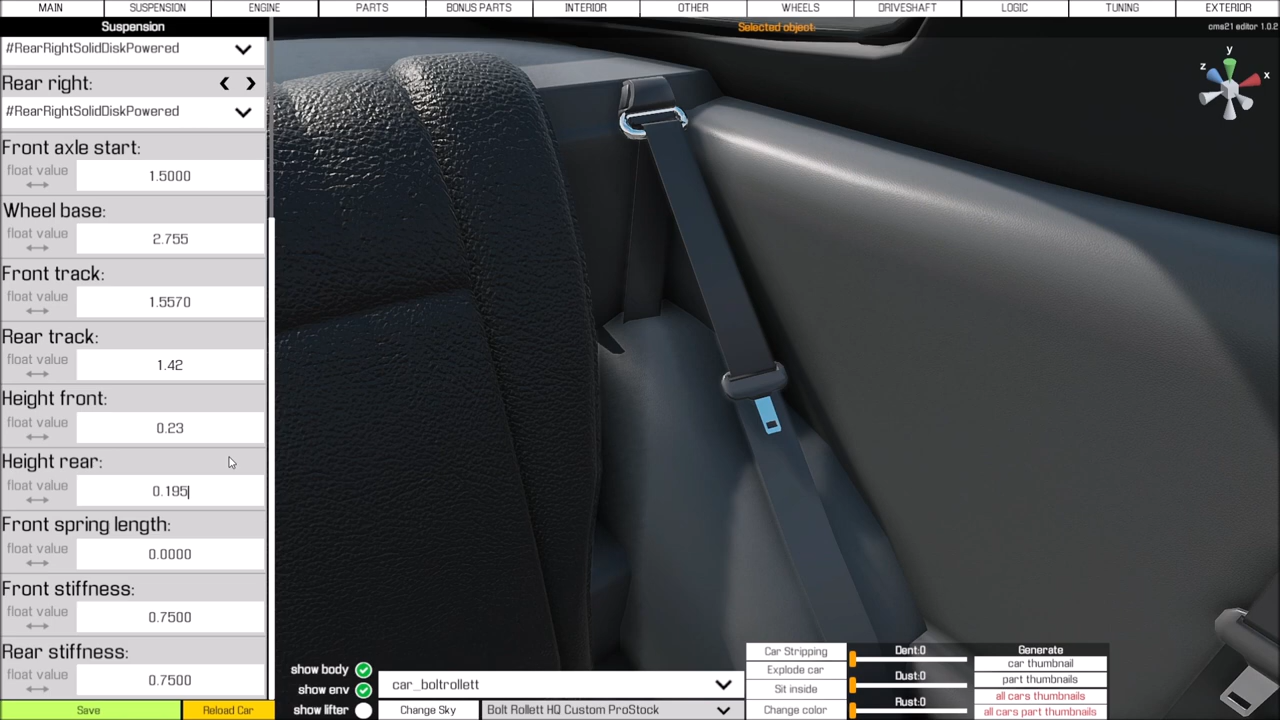 MAIN SUSPENSION ENGINE PARTS BONUS PARTS INTERIOR OTHER WHEELS DRIVESHAFT LOGIC TUNING EXTERIOR
Suspension
Selected object:
cms21 editor 1.0.2
#RearRightSolidDiskPowered
Rear right:
#RearRightSolidDiskPowered
Front axle start:
float value 1.5000
Wheel base:
float value 2.755
Front track:
float value 1.5570
Rear track:
float value 1.42
Height front:
float value 0.23
Height rear:
float value 0.195
Front spring length:
float value 0.0000
Front stiffness:
float value 0.7500
Rear stiffness:
float value 0.7500
Save Reload Car
y
z
x
show body
show env
show lifter
car_boltrollett
Change Sky
Bolt Rollett HQ Custom ProStock
Car Stripping
Explode car
Sit inside
Change color
Dent:0
Dust:0
Rust:0
Generate
car thumbnail
part thumbnails
all cars thumbnails
all cars part thumbnails